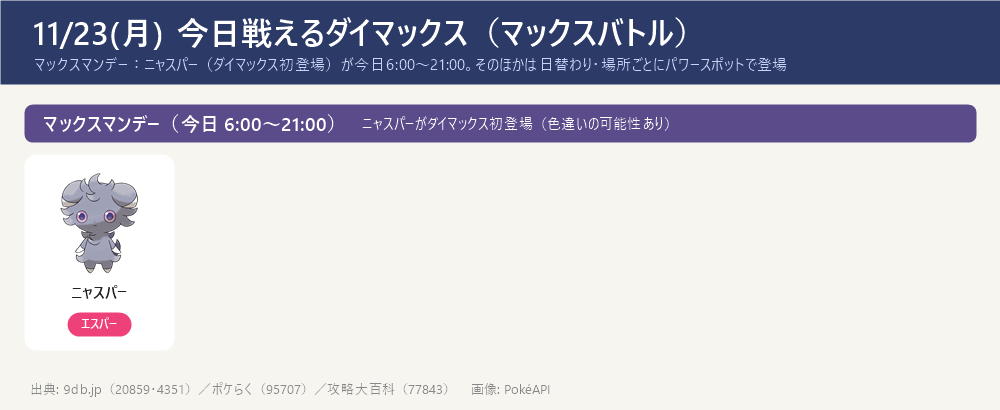 11/23(月) 今日戦えるダイマックス（マックスバトル）
マックスマンデー：ニャスパー（ダイマックス初登場）が今日6:00〜21:00。そのほかは日替わり・場所ごとにパワースポットで登場
マックスマンデー（今日 6:00〜21:00） ニャスパーがダイマックス初登場（色違いの可能性あり）
ニャスパー
エスパー
出典: 9db.jp（20859・4351）／ポケらく（95707）／攻略大百科（77843） 画像: PokéAPI